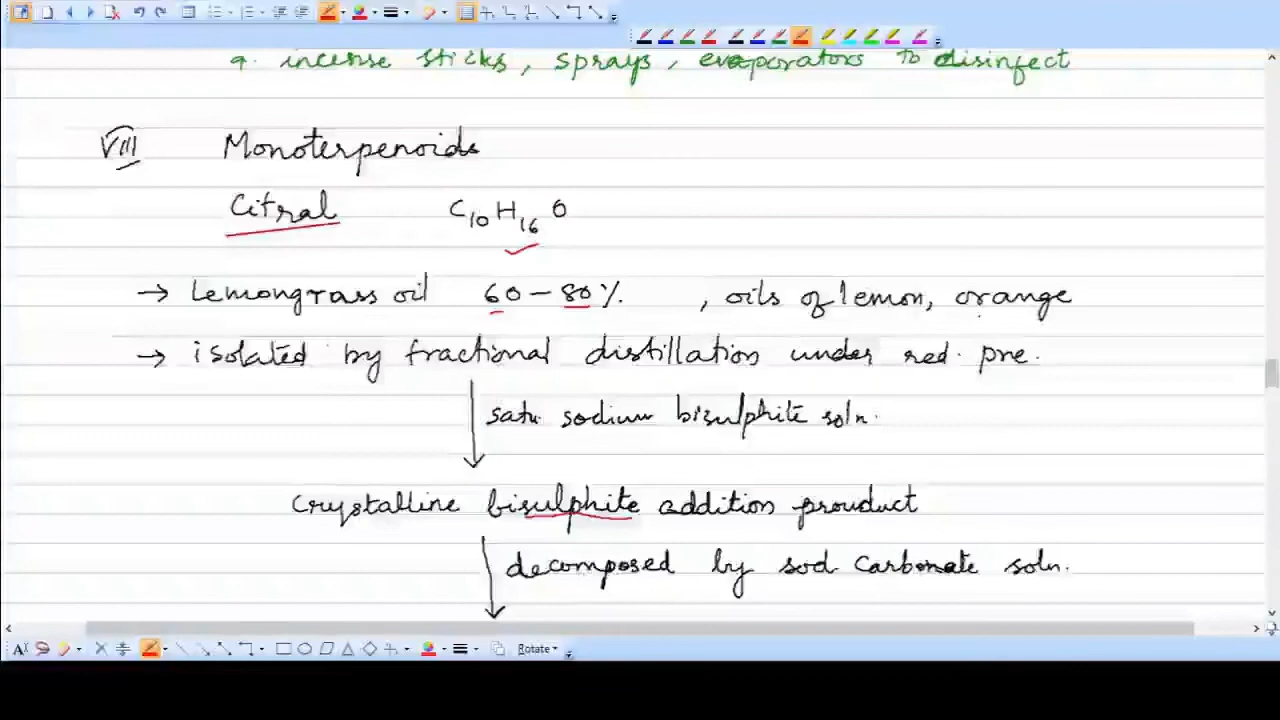 9. incense sticks, sprays, evaporators to disinfect
VIII Monoterpenoids
Citral C10H16O
→ Lemongrass oil 60-80%. , oils of lemon, orange
→ isolated by fractional distillation under red. pre.
satu sodium bisulphite soln.
Crystalline bisulphite addition prouduct
decomposed by sod Carbonate soln.
Rotate